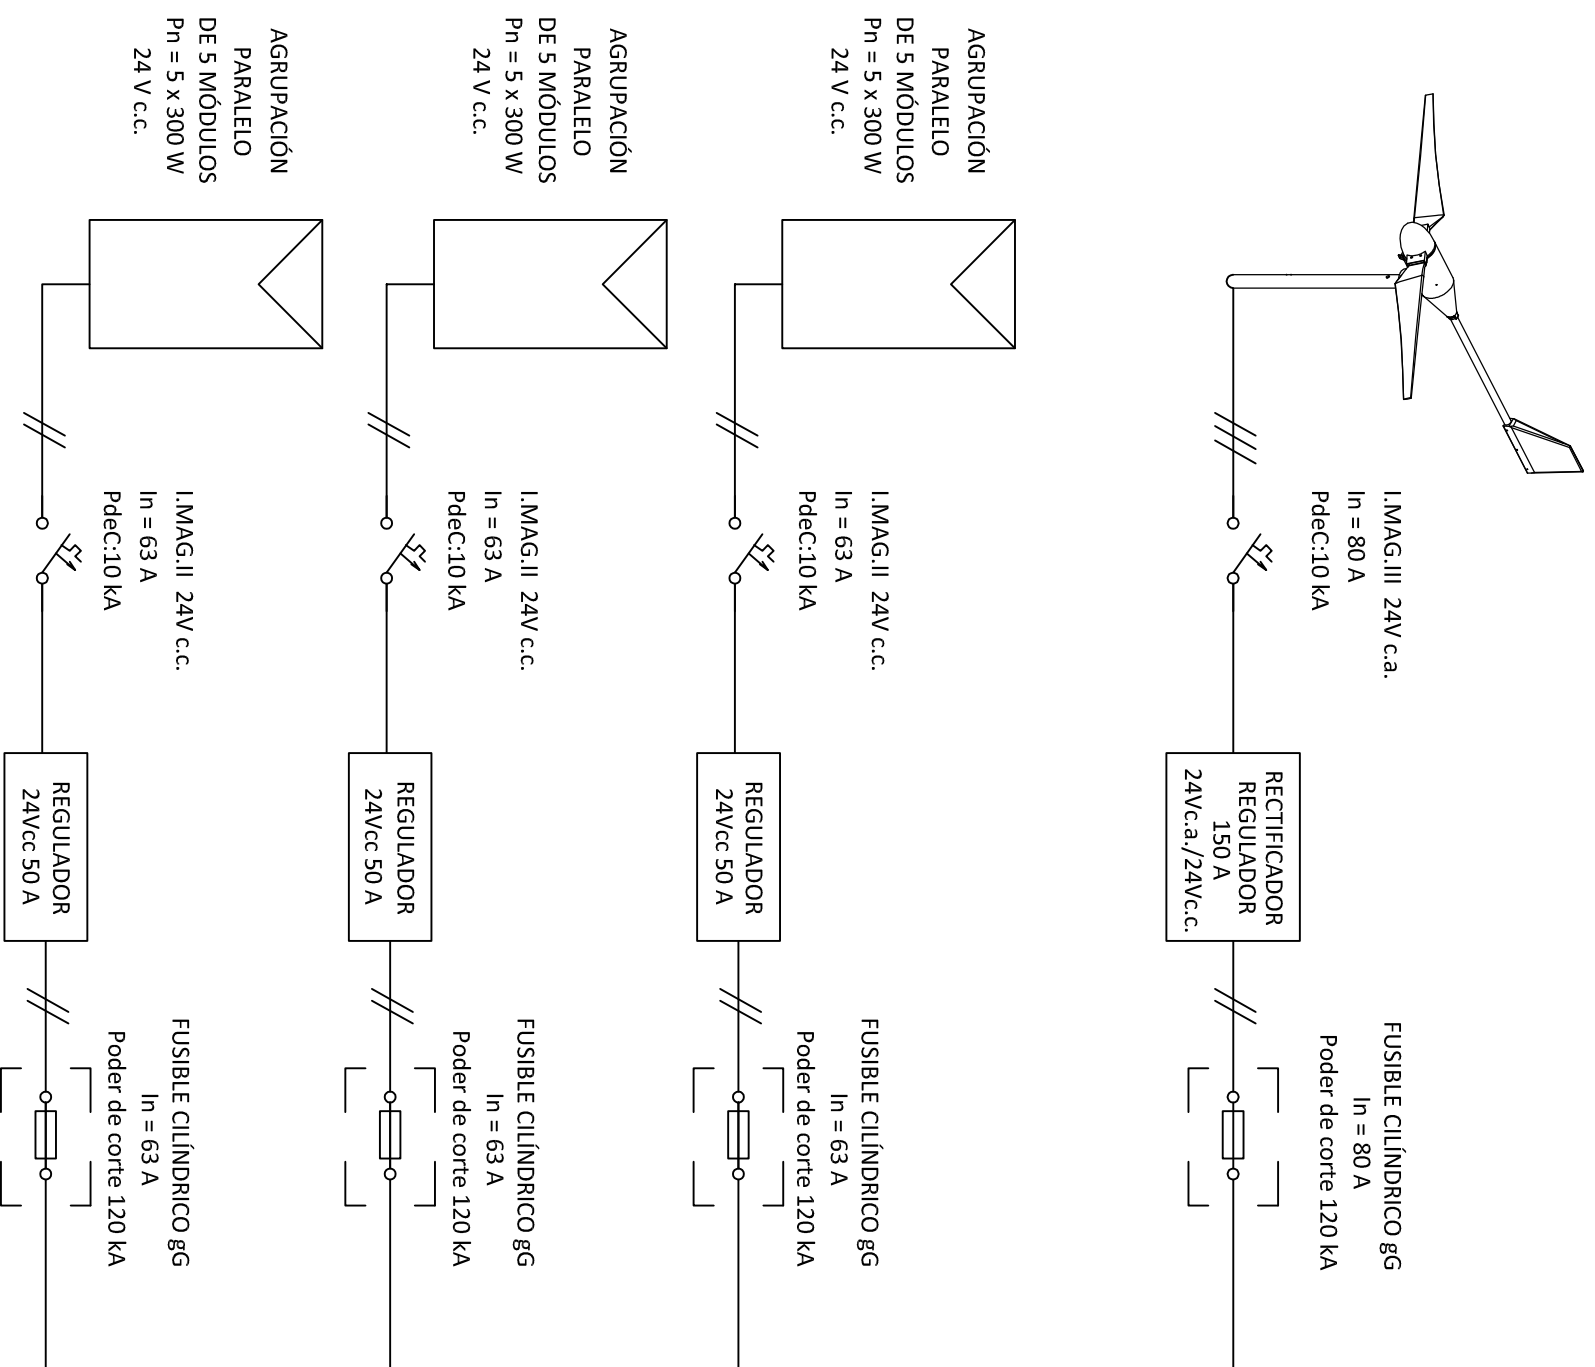 I.MAG.III 24V c.a.
In = 80 A
PdeC:10 kA
RECTIFICADOR
REGULADOR
150 A
24Vc.a./24Vc.c.
FUSIBLE CILÍNDRICO gG
In = 80 A
Poder de corte 120 kA
AGRUPACIÓN
PARALELO
DE 5 MÓDULOS
Pn = 5 x 300 W
24 V c.c.
I.MAG.II 24V c.c.
In = 63 A
PdeC:10 kA
REGULADOR
24Vcc 50 A
FUSIBLE CILÍNDRICO gG
In = 63 A
Poder de corte 120 kA
AGRUPACIÓN
PARALELO
DE 5 MÓDULOS
Pn = 5 x 300 W
24 V c.c.
I.MAG.II 24V c.c.
In = 63 A
PdeC:10 kA
REGULADOR
24Vcc 50 A
FUSIBLE CILÍNDRICO gG
In = 63 A
Poder de corte 120 kA
AGRUPACIÓN
PARALELO
DE 5 MÓDULOS
Pn = 5 x 300 W
24 V c.c.
I.MAG.II 24V c.c.
In = 63 A
PdeC:10 kA
REGULADOR
24Vcc 50 A
FUSIBLE CILÍNDRICO gG
In = 63 A
Poder de corte 120 kA